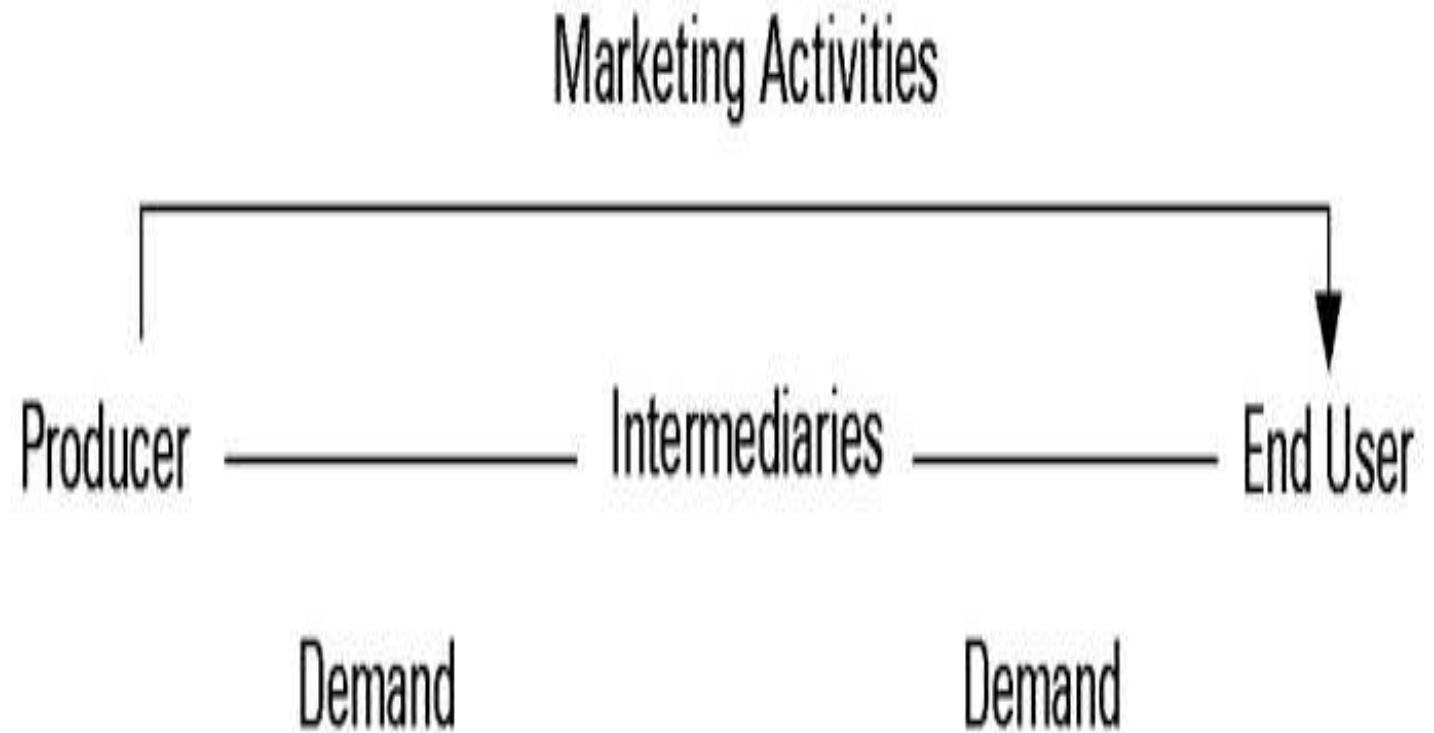 Marketing Activities
Producer Intermediaries End User
Demand Demand